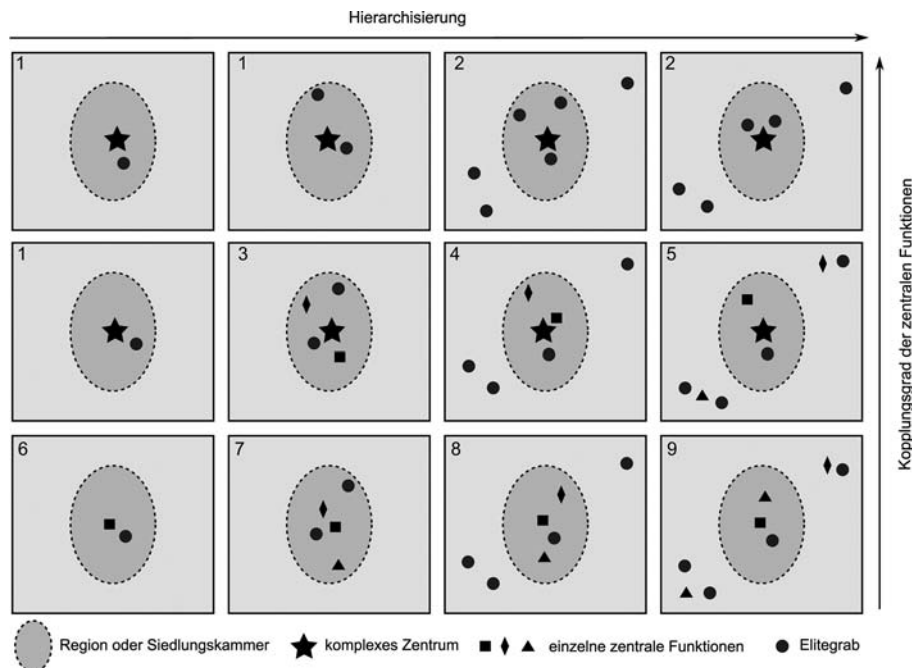 Hierarchisierung
1 1 2 2
1 3 4 5
6 7 8 9
Kopplungsgrad der zentralen Funktionen
Region oder Siedlungskammer komplexes Zentrum einzelne zentrale Funktionen Elitegrab